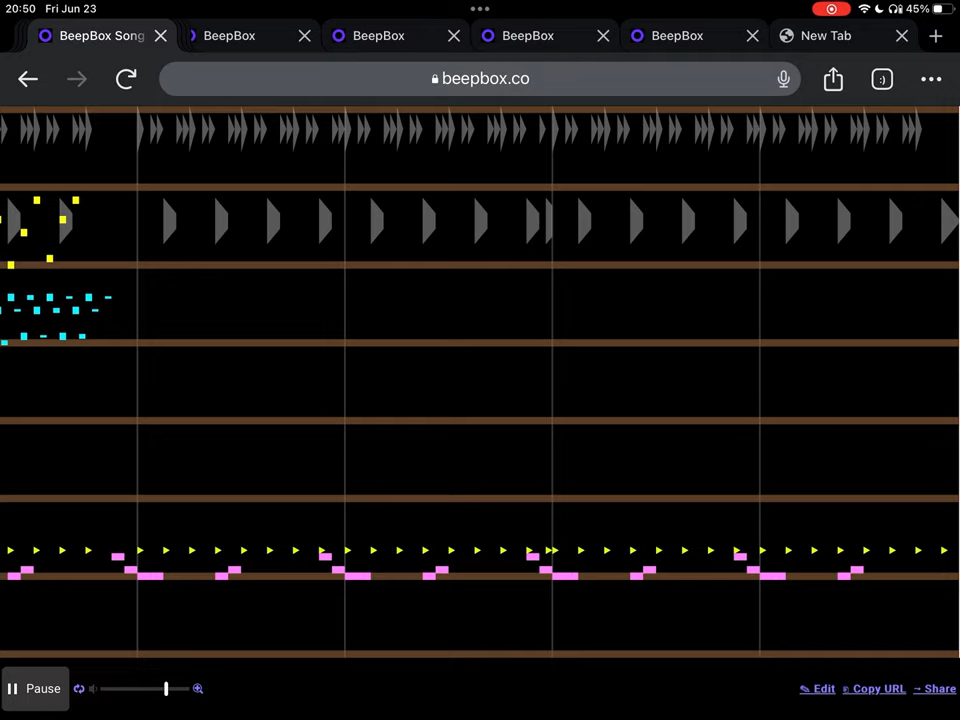 20:50 Fri Jun 23 45%
BeepBox Song BeepBox BeepBox BeepBox BeepBox New Tab
beepbox.co :)
Pause Edit Copy URL Share